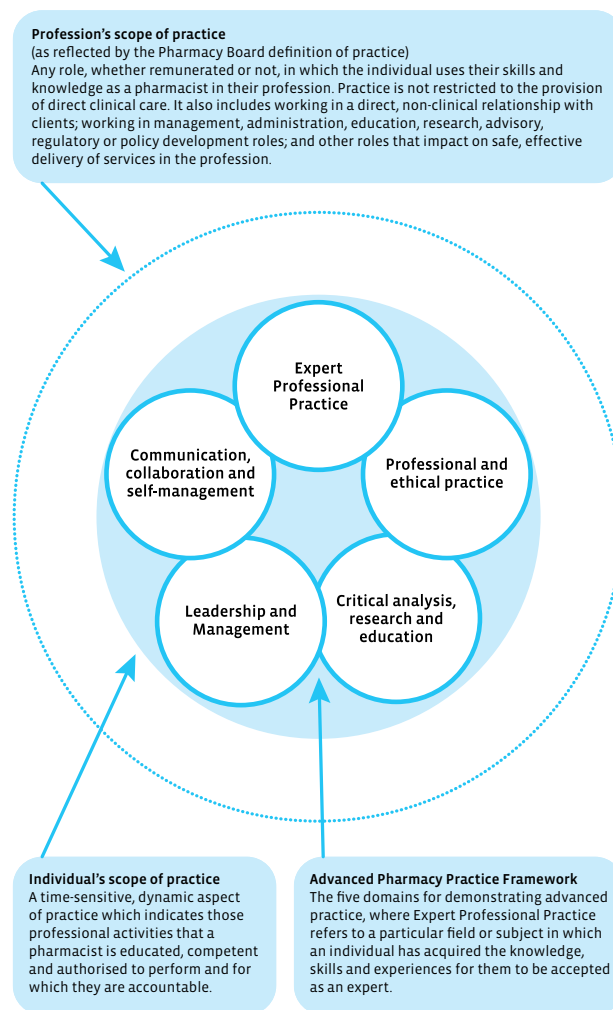 Profession's scope of practice
(as reflected by the Pharmacy Board definition of practice)
Any role, whether remunerated or not, in which the individual uses their skills and
knowledge as a pharmacist in their profession. Practice is not restricted to the provision
of direct clinical care. It also includes working in a direct, non-clinical relationship with
clients; working in management, administration, education, research, advisory,
regulatory or policy development roles; and other roles that impact on safe, effective
delivery of services in the profession.
Expert
Professional
Practice
Communication,
collaboration and
self-management
Professional and
ethical practice
Leadership and
Management
Critical analysis,
research and
education
Individual's scope of practice
A time-sensitive, dynamic aspect
of practice which indicates those
professional activities that a
pharmacist is educated, competent
and authorised to perform and for
which they are accountable.
Advanced Pharmacy Practice Framework
The five domains for demonstrating advanced
practice, where Expert Professional Practice
refers to a particular field or subject in which
an individual has acquired the knowledge,
skills and experiences for them to be accepted
as an expert.